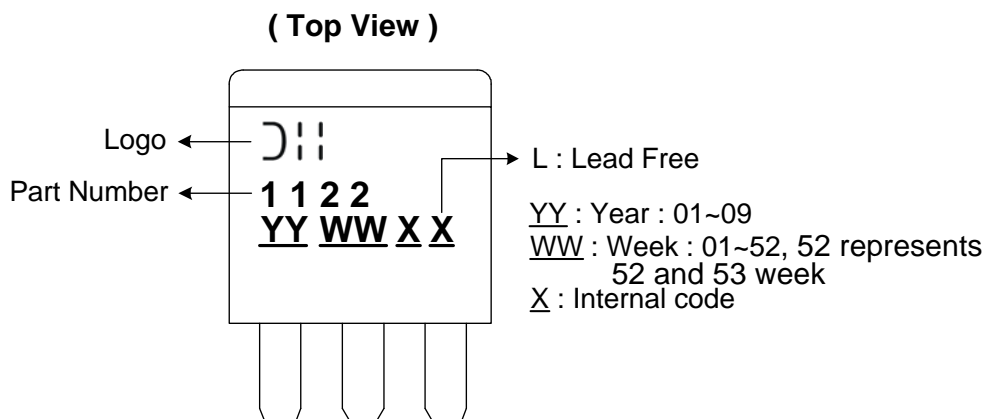 ( Top View )
Logo
Part Number
1 1 2 2
YY WW X X
L : Lead Free
YY : Year : 01~09
WW : Week : 01~52, 52 represents
52 and 53 week
X : Internal code